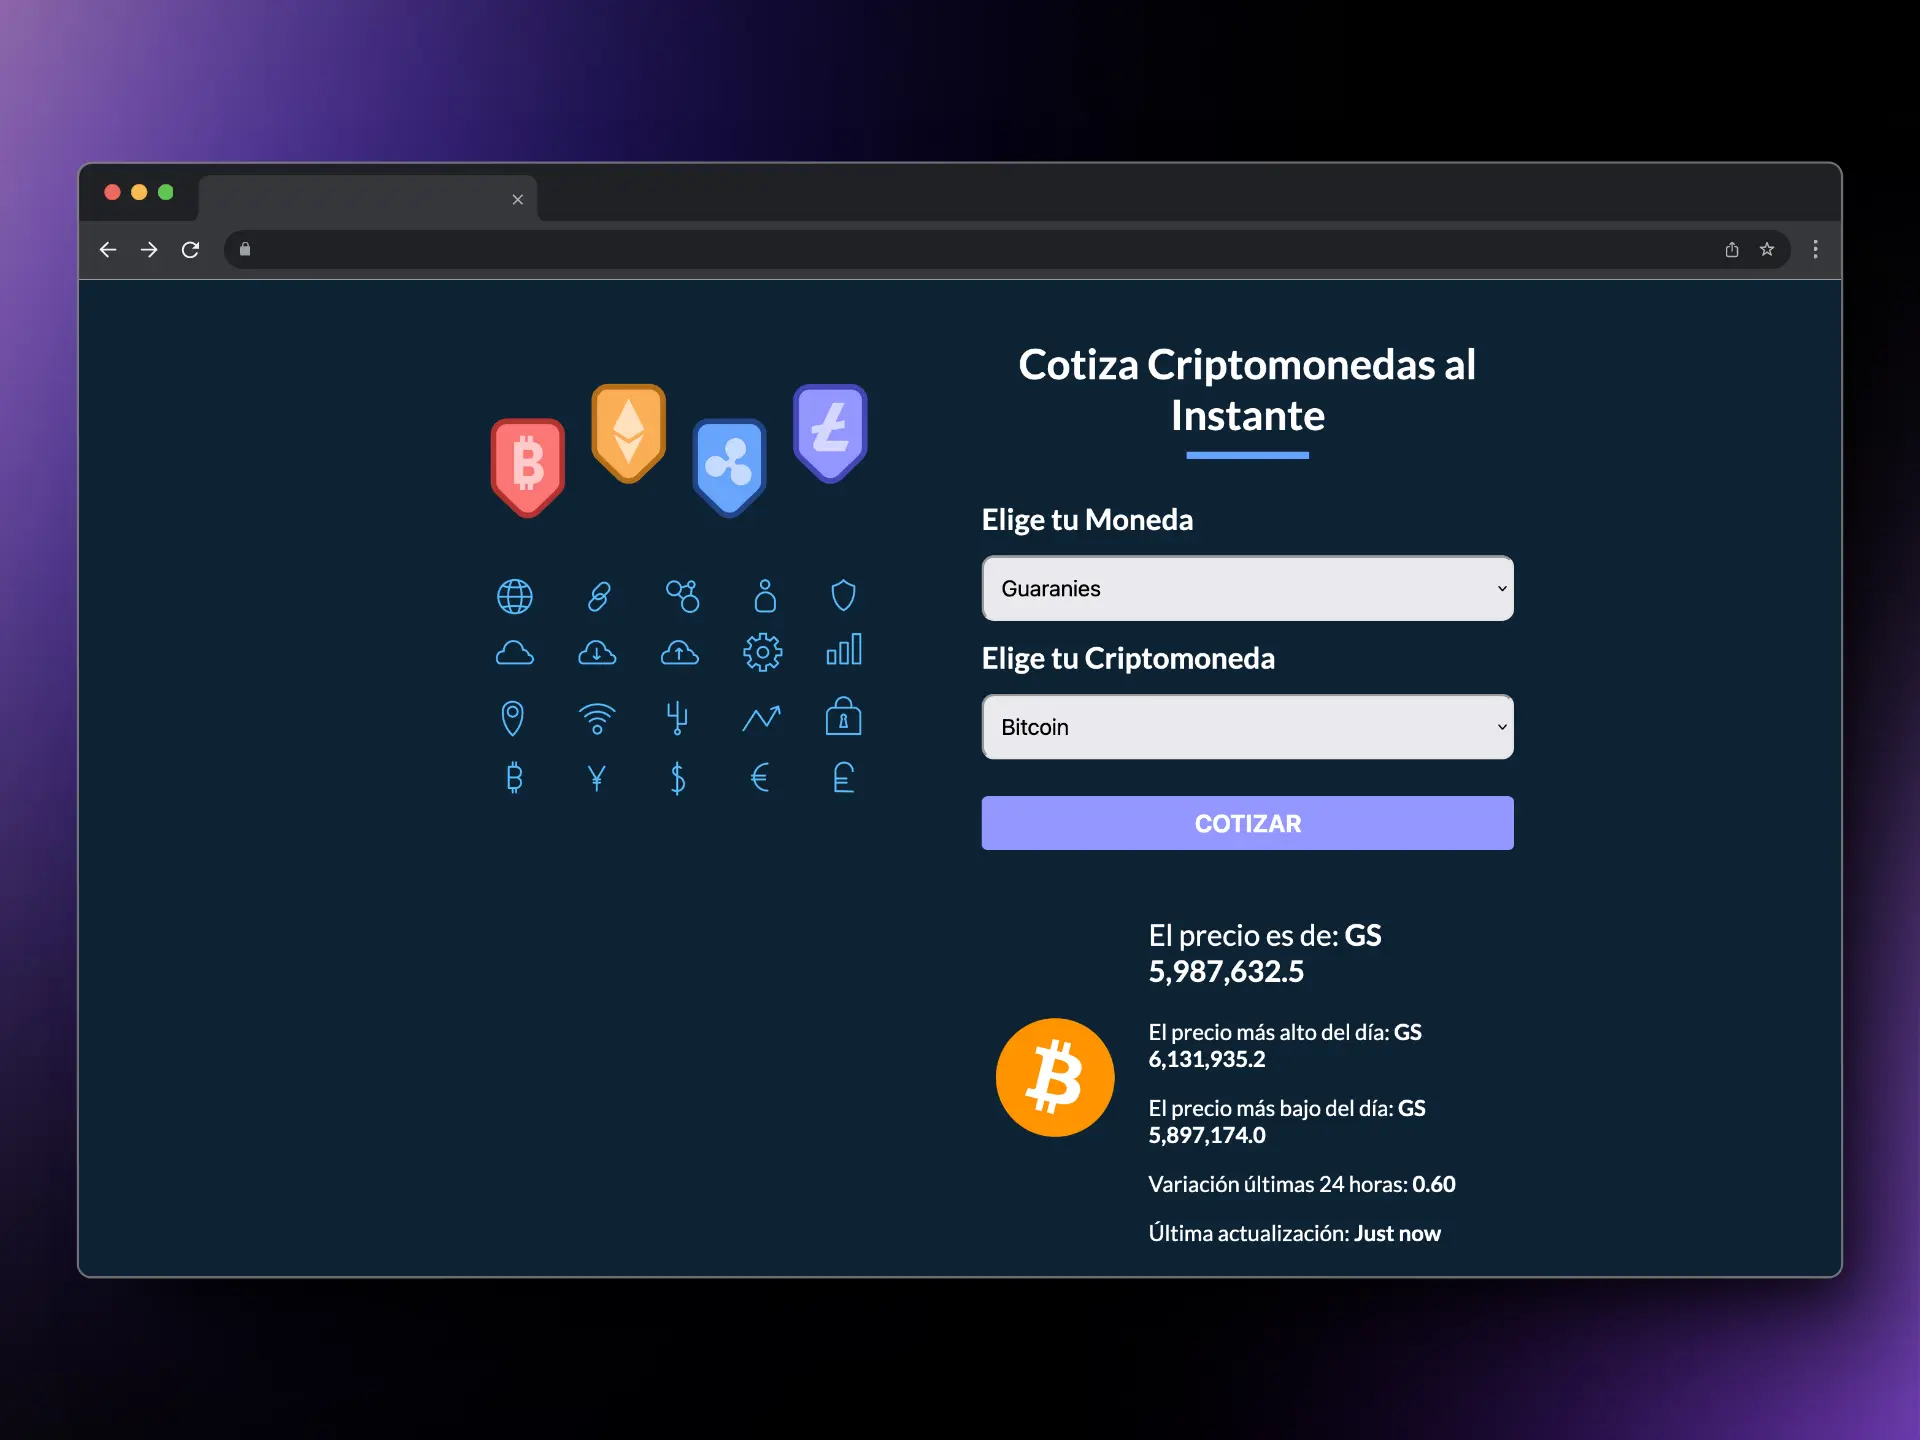 Cotiza Criptomonedas al
Instante
Elige tu Moneda
Guaranies
Elige tu Criptomoneda
Bitcoin
COTIZAR
El precio es de: GS
5,987,632.5
El precio más alto del día: GS
6,131,935.2
El precio más bajo del día: GS
5,897,174.0
Variación últimas 24 horas: 0.60
Última actualización: Just now